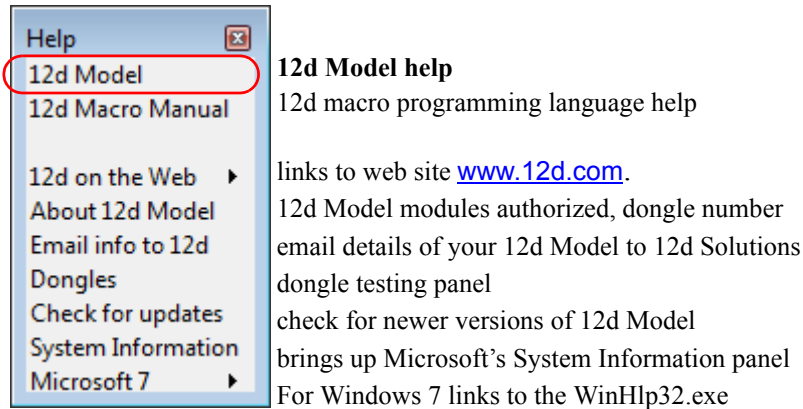 Help
12d Model 12d Model help
12d Macro Manual 12d macro programming language help
12d on the Web links to web site www.12d.com.
About 12d Model 12d Model modules authorized, dongle number
Email info to 12d email details of your 12d Model to 12d Solutions
Dongles dongle testing panel
Check for updates check for newer versions of 12d Model
System Information brings up Microsoft’s System Information panel
Microsoft 7 For Windows 7 links to the WinHlp32.exe